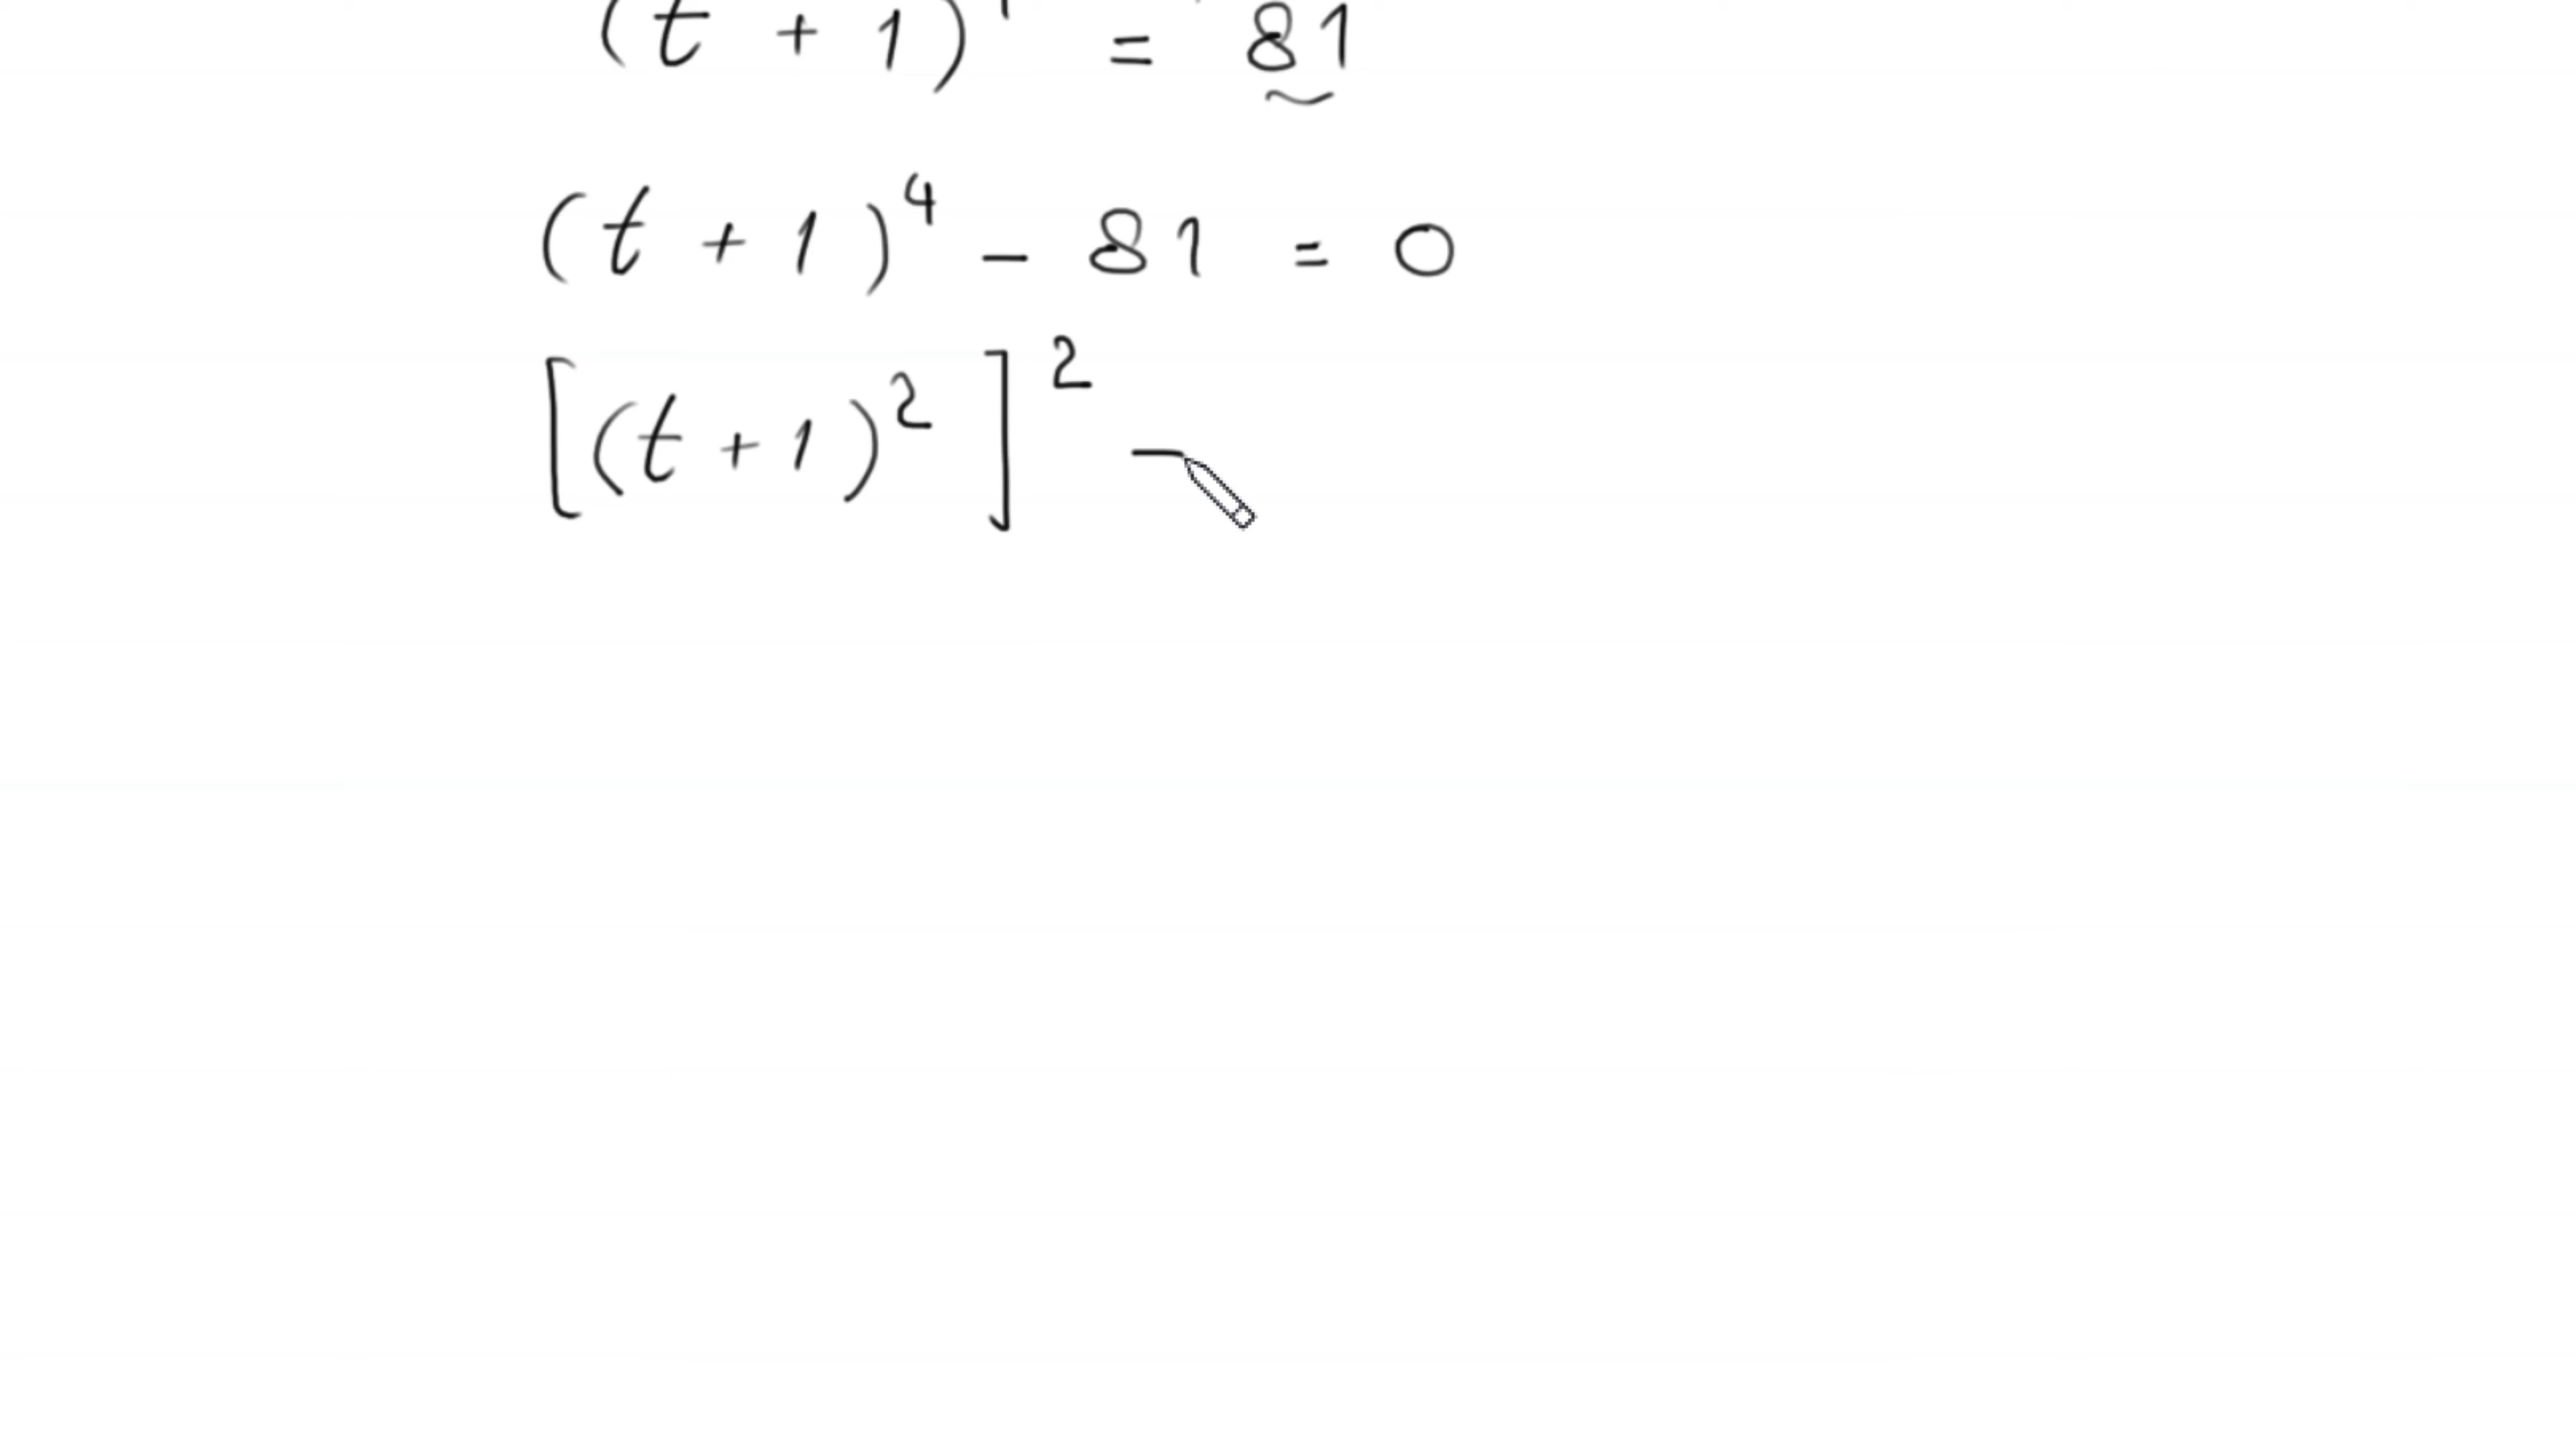 (t + 1) = 81
(t + 1)⁴ - 81 = 0
[(t + 1)²]² -